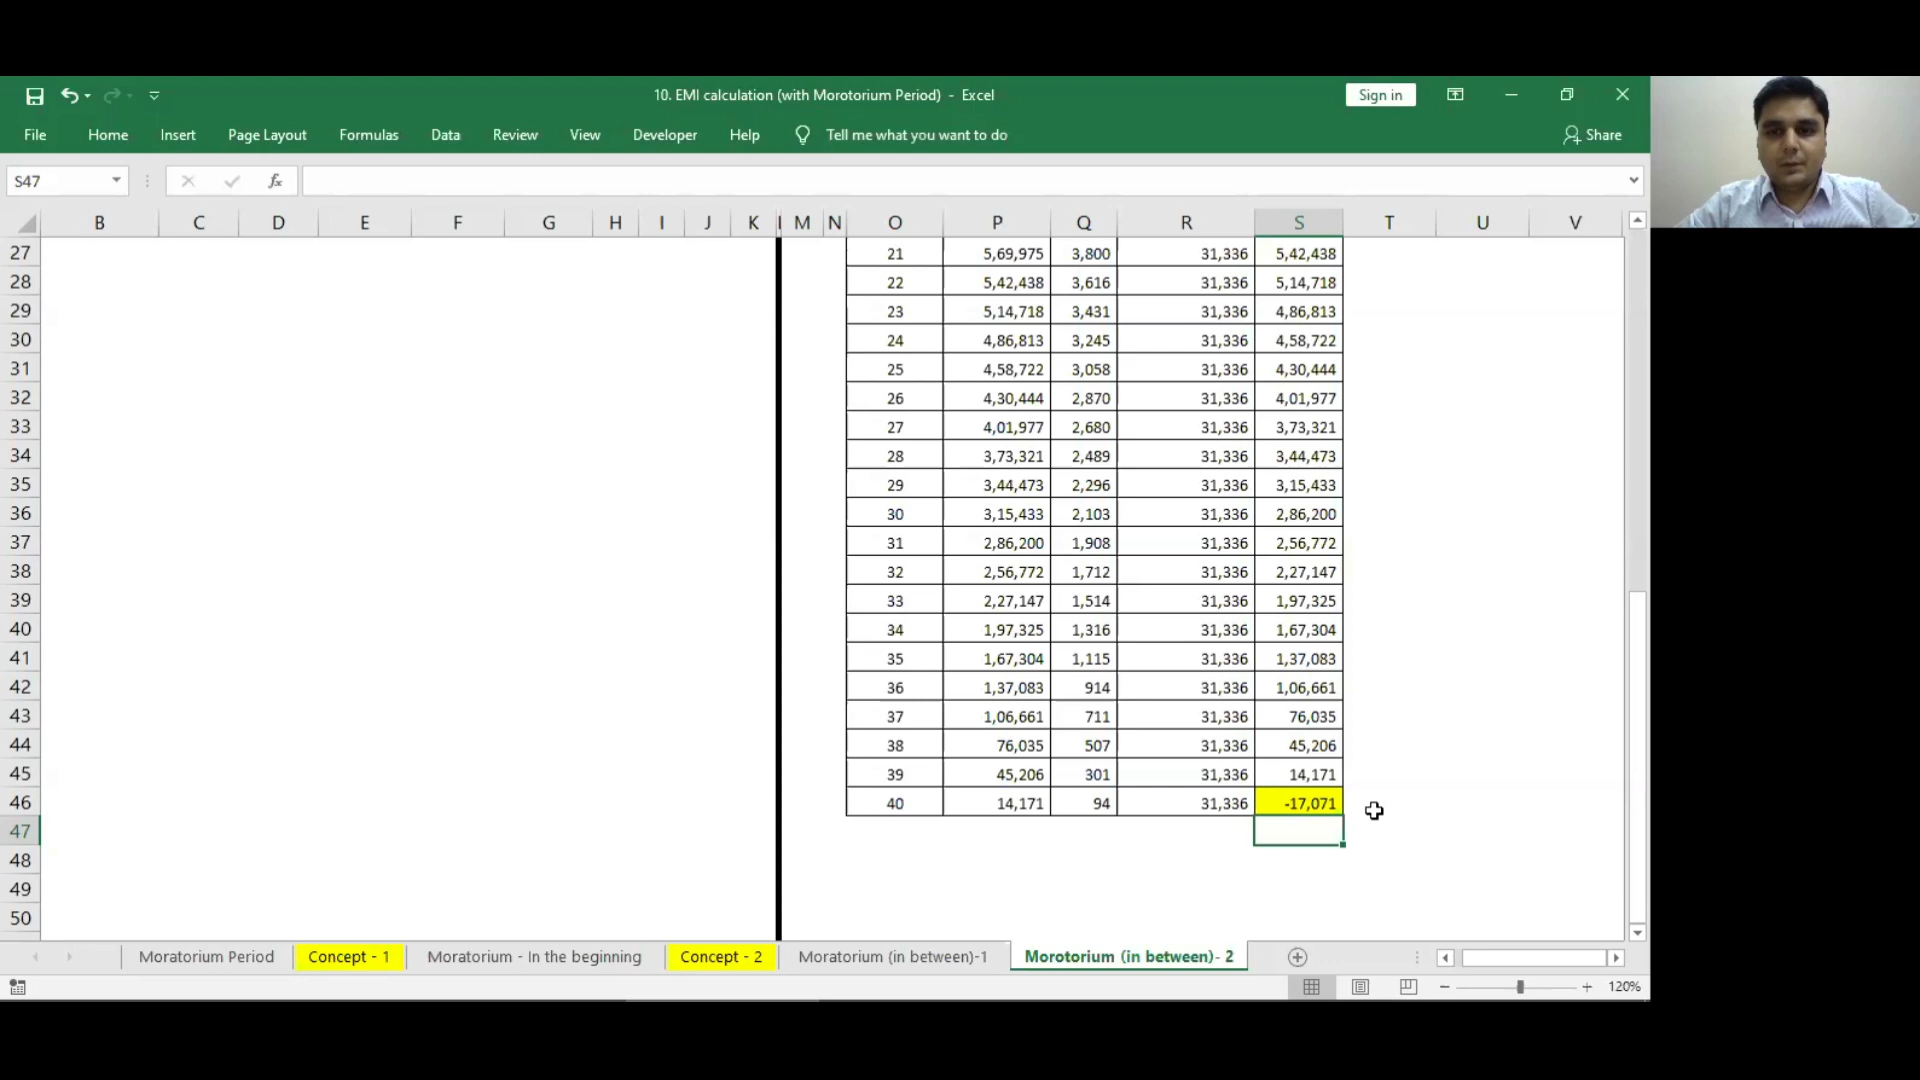 10. EMI calculation (with Morotorium Period) - Excel
Sign in
File Home Insert Page Layout Formulas Data Review View Developer Help Tell me what you want to do Share
S47 fx
B C D E F G H I J K M N O P Q R S T U V
27 21 5,69,975 3,800 31,336 5,42,438
28 22 5,42,438 3,616 31,336 5,14,718
29 23 5,14,718 3,431 31,336 4,86,813
30 24 4,86,813 3,245 31,336 4,58,722
31 25 4,58,722 3,058 31,336 4,30,444
32 26 4,30,444 2,870 31,336 4,01,977
33 27 4,01,977 2,680 31,336 3,73,321
34 28 3,73,321 2,489 31,336 3,44,473
35 29 3,44,473 2,296 31,336 3,15,433
36 30 3,15,433 2,103 31,336 2,86,200
37 31 2,86,200 1,908 31,336 2,56,772
38 32 2,56,772 1,712 31,336 2,27,147
39 33 2,27,147 1,514 31,336 1,97,325
40 34 1,97,325 1,316 31,336 1,67,304
41 35 1,67,304 1,115 31,336 1,37,083
42 36 1,37,083 914 31,336 1,06,661
43 37 1,06,661 711 31,336 76,035
44 38 76,035 507 31,336 45,206
45 39 45,206 301 31,336 14,171
46 40 14,171 94 31,336 -17,071
47
48
49
50
Moratorium Period Concept - 1 Moratorium - In the beginning Concept - 2 Moratorium (in between)-1 Morotorium (in between)- 2
120%